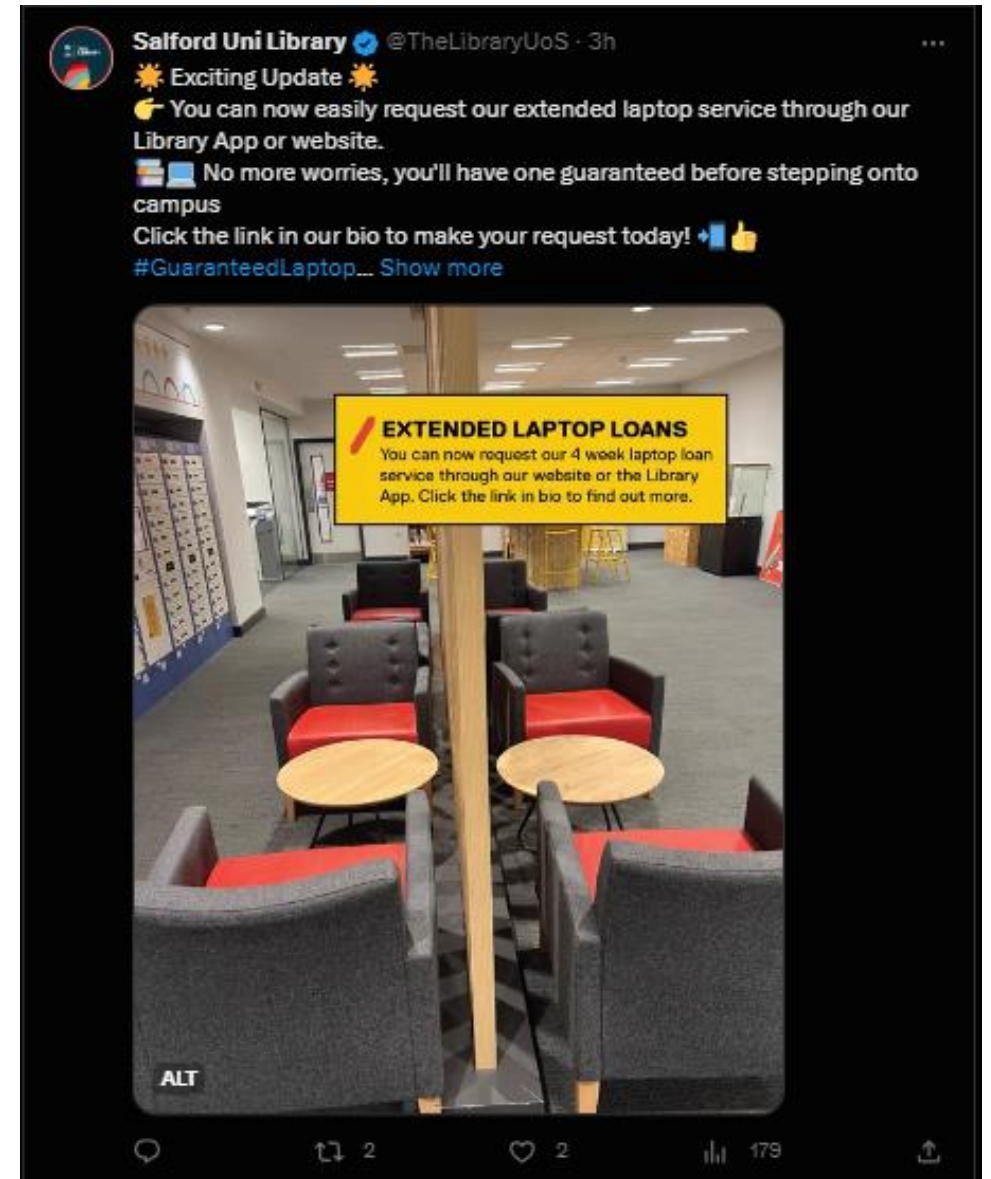 Salford Uni Library @TheLibraryUoS · 3h
🌟 Exciting Update 🌟
👉 You can now easily request our extended laptop service through our
Library App or website.
📚💻 No more worries, you'll have one guaranteed before stepping onto
campus
Click the link in our bio to make your request today! 📲👍
#GuaranteedLaptop... Show more
EXTENDED LAPTOP LOANS
You can now request our 4 week laptop loan
service through our website or the Library
App. Click the link in bio to find out more.
ALT
2
2
179